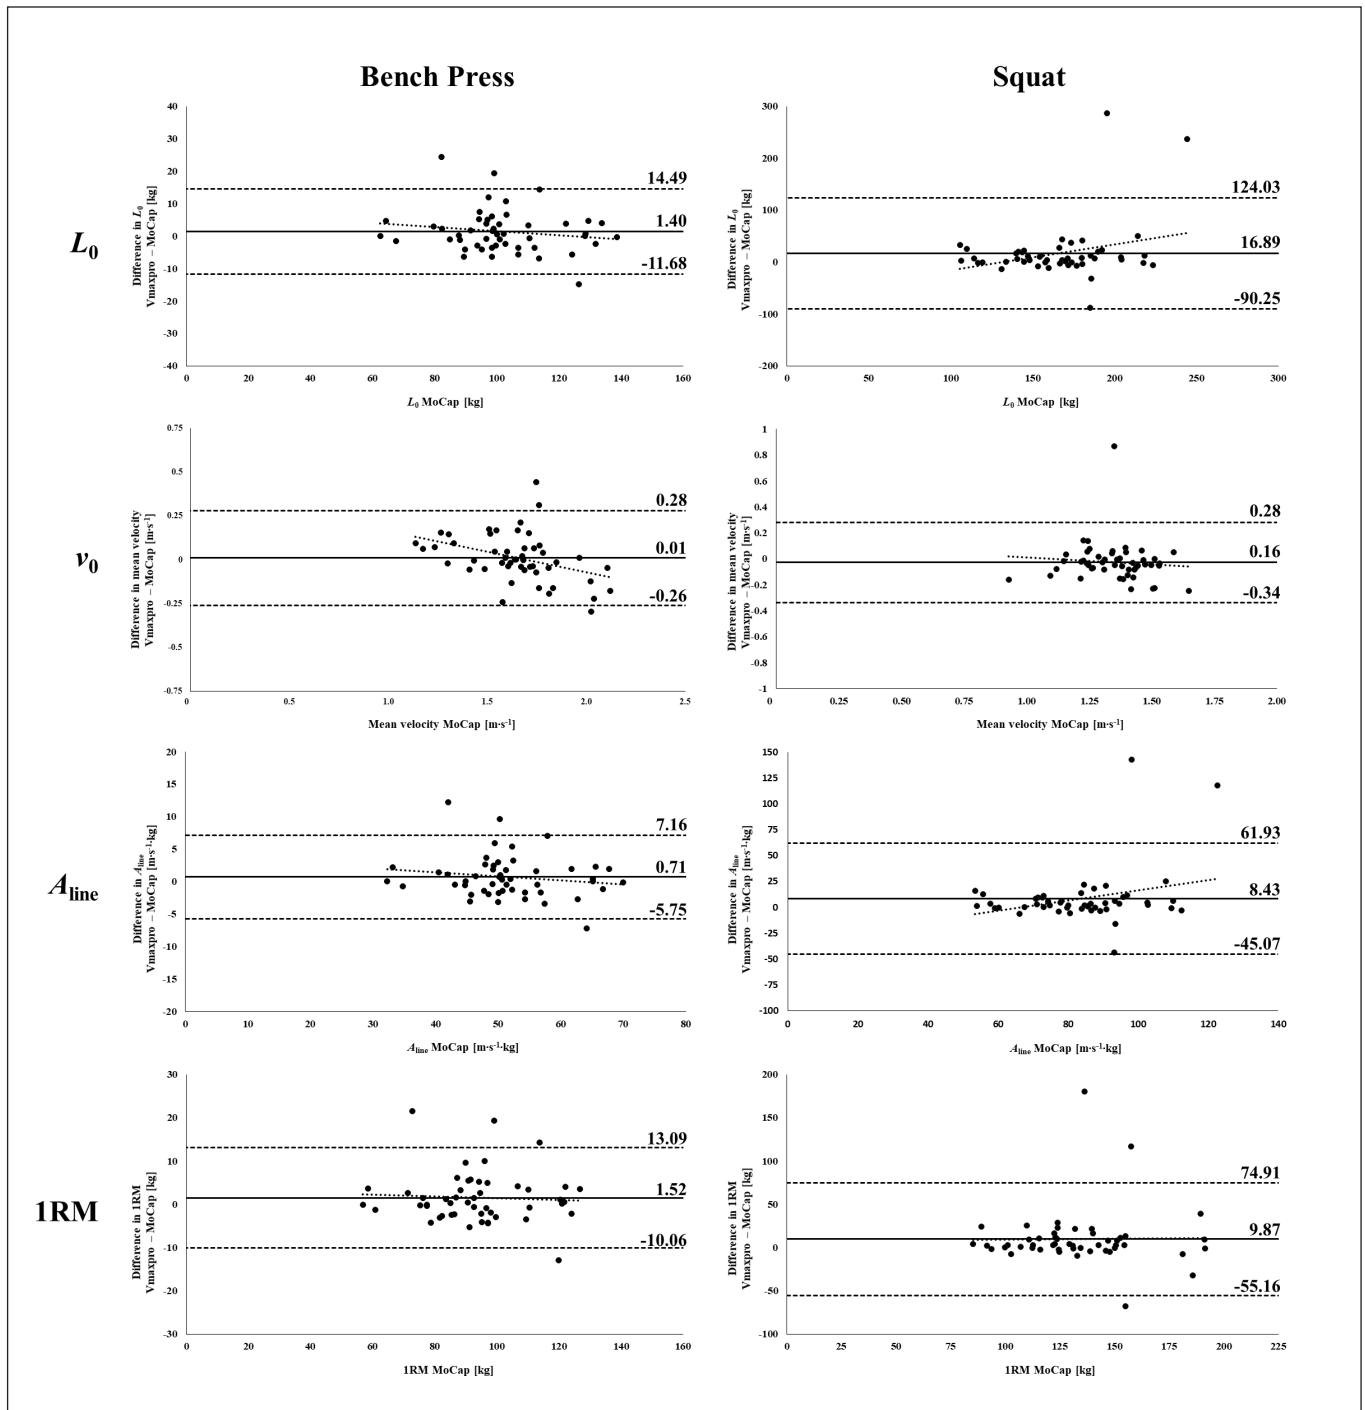 Bench Press
Squat
L0
Difference in L0
Vmaxpro – MoCap [kg]
40
30
20
10
0
-10
-20
-30
-40
14.49
1.40
-11.68
0 20 40 60 80 100 120 140 160
L0 MoCap [kg]
Difference in L0
Vmaxpro – MoCap [kg]
300
200
100
0
-100
-200
124.03
16.89
-90.25
0 50 100 150 200 250 300
L0 MoCap [kg]
v0
Difference in mean velocity
Vmaxpro – MoCap [m·s-1]
0.75
0.5
0.25
0
-0.25
-0.5
-0.75
0.28
0.01
-0.26
0 0.5 1.0 1.5 2.0 2.5
Mean velocity MoCap [m·s-1]
Difference in mean velocity
Vmaxpro – MoCap [m·s-1]
1
0.8
0.6
0.4
0.2
0
-0.2
-0.4
-0.6
-0.8
-1
0.28
0.16
-0.34
0 0.25 0.50 0.75 1.00 1.25 1.50 1.75 2.00
Mean velocity MoCap [m·s-1]
Aline
Difference in Aline
Vmaxpro – MoCap [m·s-1·kg]
20
15
10
5
0
-5
-10
-15
-20
7.16
0.71
-5.75
0 10 20 30 40 50 60 70 80
Aline MoCap [m·s-1·kg]
Difference in Aline
Vmaxpro – MoCap [m·s-1·kg]
150
125
100
75
50
25
0
-25
-50
-75
-100
61.93
8.43
-45.07
0 20 40 60 80 100 120 140
Aline MoCap [m·s-1·kg]
1RM
Difference in 1RM
Vmaxpro – MoCap [kg]
30
20
10
0
-10
-20
-30
13.09
1.52
-10.06
0 20 40 60 80 100 120 140 160
1RM MoCap [kg]
Difference in 1RM
Vmaxpro – MoCap [kg]
200
150
100
50
0
-50
-100
74.91
9.87
-55.16
0 25 50 75 100 125 150 175 200 225
1RM MoCap [kg]